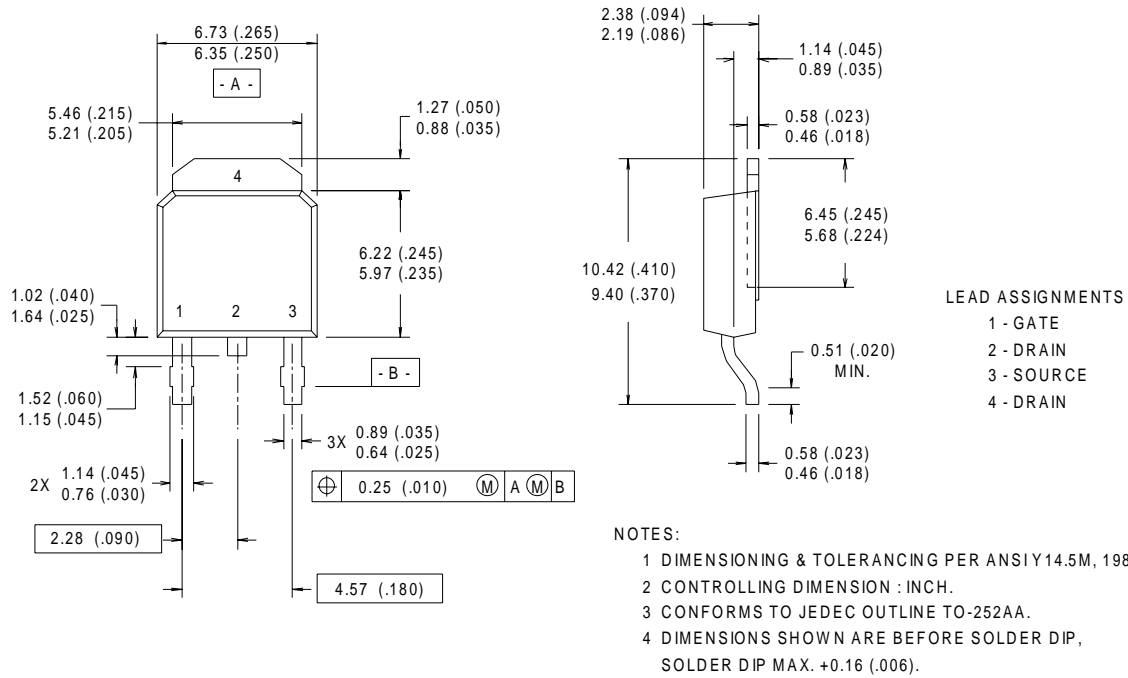 6.73 (.265)
6.35 (.250)
- A -
5.46 (.215)
5.21 (.205)
1.27 (.050)
0.88 (.035)
4
6.22 (.245)
5.97 (.235)
1.02 (.040)
1.64 (.025)
1 2 3
- B -
1.52 (.060)
1.15 (.045)
3X 0.89 (.035)
0.64 (.025)
2X 1.14 (.045)
0.76 (.030)
0.25 (.010) M A M B
2.28 (.090)
4.57 (.180)
2.38 (.094)
2.19 (.086)
1.14 (.045)
0.89 (.035)
0.58 (.023)
0.46 (.018)
6.45 (.245)
5.68 (.224)
10.42 (.410)
9.40 (.370)
0.51 (.020)
MIN.
0.58 (.023)
0.46 (.018)
LEAD ASSIGNMENTS
1 - GATE
2 - DRAIN
3 - SOURCE
4 - DRAIN
NOTES:
1 DIMENSIONING & TOLERANCING PER ANSI Y14.5M, 198
2 CONTROLLING DIMENSION : INCH.
3 CONFORMS TO JEDEC OUTLINE TO-252AA.
4 DIMENSIONS SHOWN ARE BEFORE SOLDER DIP,
SOLDER DIP MAX. +0.16 (.006).